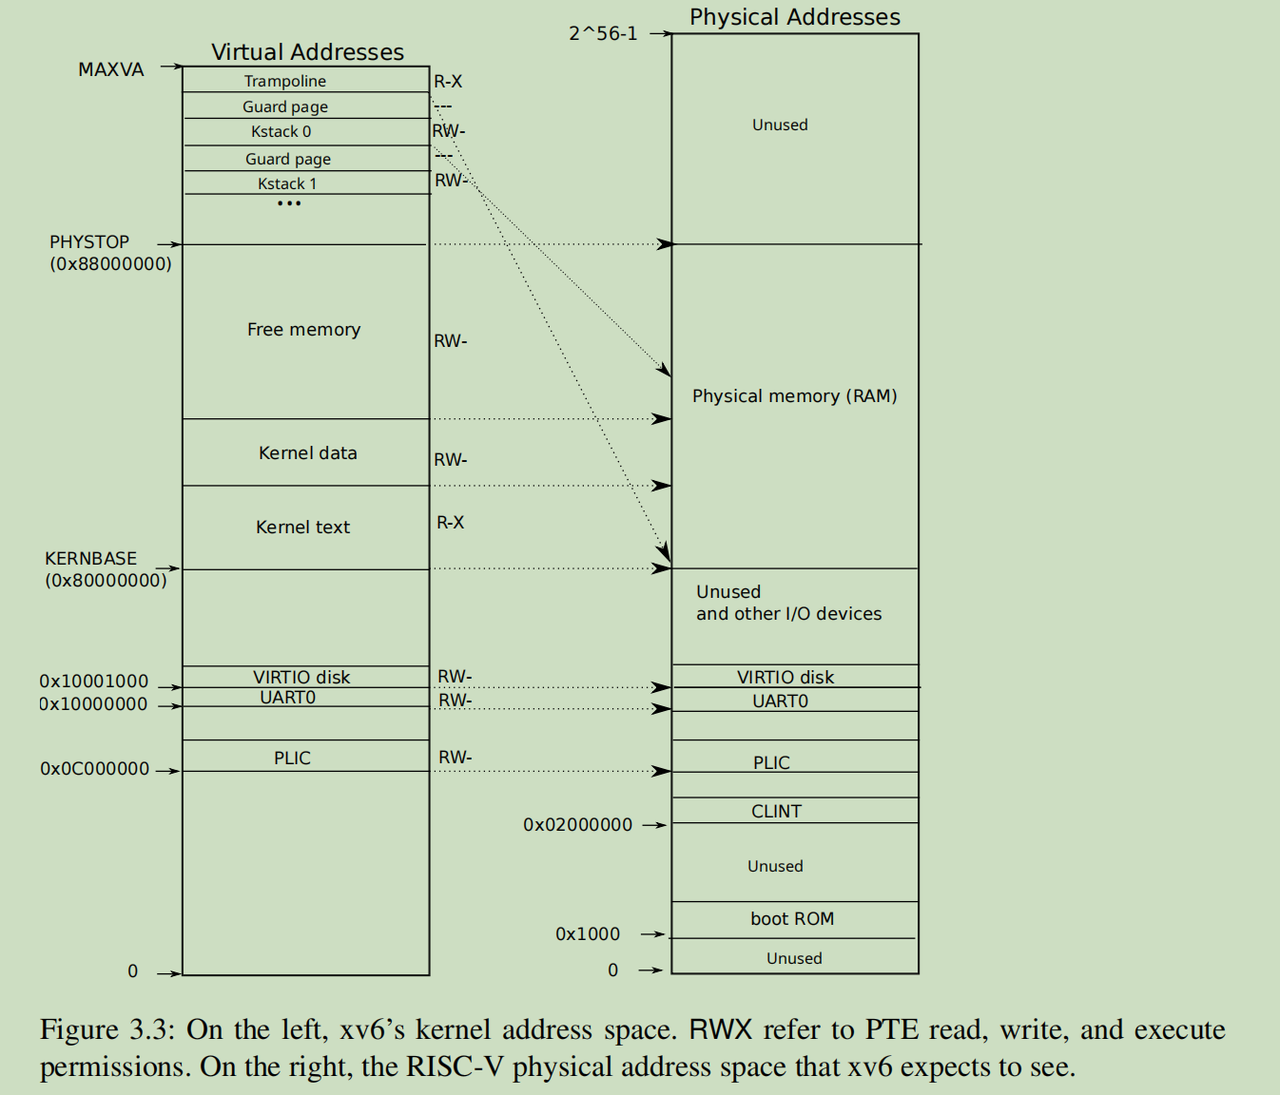 Virtual Addresses
MAXVA
Trampoline
R-X
Guard page
---
Kstack 0
RW-
Guard page
---
Kstack 1
RW-
...
PHYSTOP
(0x88000000)
Free memory
RW-
Kernel data
RW-
Kernel text
R-X
KERNBASE
(0x80000000)
0x10001000
VIRTIO disk
RW-
0x10000000
UART0
RW-
0x0C000000
PLIC
RW-
0
Physical Addresses
2^56-1
Unused
Physical memory (RAM)
Unused
and other I/O devices
VIRTIO disk
UART0
PLIC
CLINT
0x02000000
Unused
boot ROM
0x1000
Unused
0
Figure 3.3: On the left, xv6’s kernel address space. RWX refer to PTE read, write, and execute
permissions. On the right, the RISC-V physical address space that xv6 expects to see.